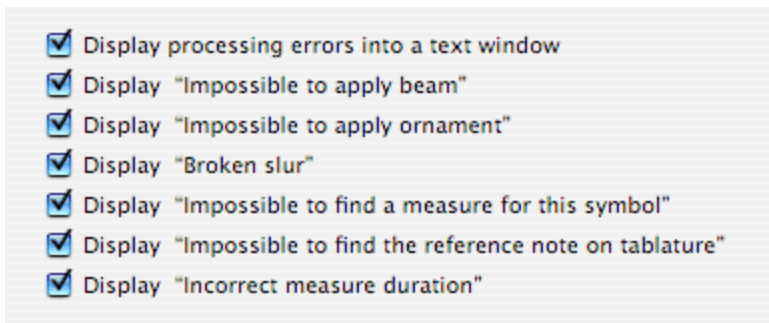 Display processing errors into a text window
Display “Impossible to apply beam”
Display “Impossible to apply ornament”
Display “Broken slur”
Display “Impossible to find a measure for this symbol”
Display “Impossible to find the reference note on tablature”
Display “Incorrect measure duration”